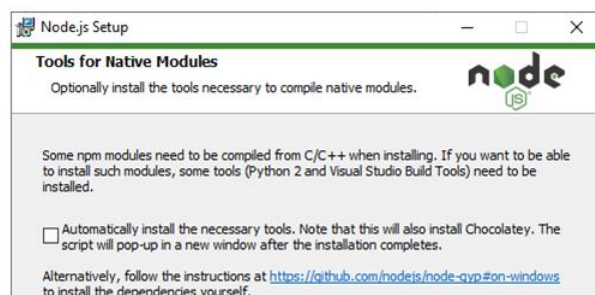 Node.js Setup
Tools for Native Modules
Optionally install the tools necessary to compile native modules.
node
JS
Some npm modules need to be compiled from C/C++ when installing. If you want to be able
to install such modules, some tools (Python 2 and Visual Studio Build Tools) need to be
installed.
Automatically install the necessary tools. Note that this will also install Chocolatey. The
script will pop-up in a new window after the installation completes.
Alternatively, follow the instructions at https://github.com/nodejs/node-gyp#on-windows
to install the dependencies yourself.